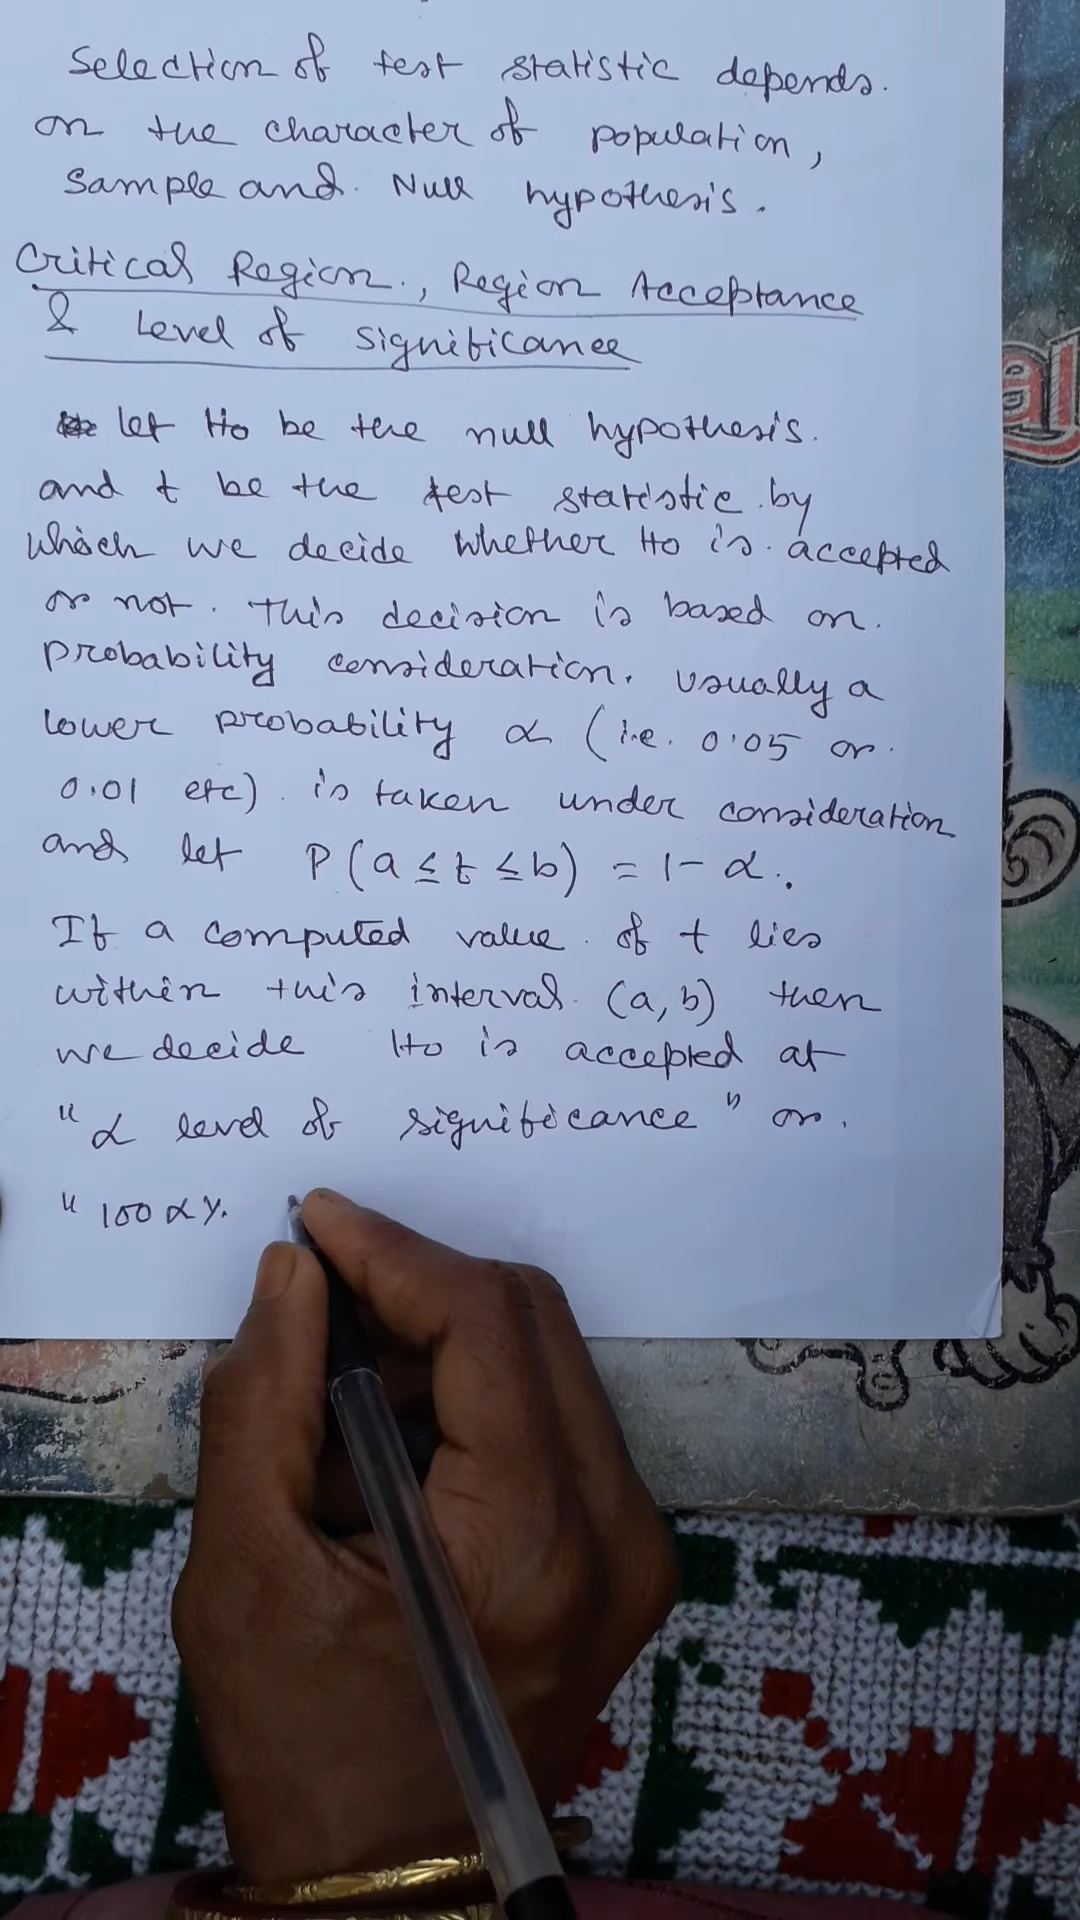 Selection of test statistic depends.
on the character of population,
Sample and Null hypothesis.
Critical Region., Region Acceptance
& Level of significance
let Ho be the null hypothesis.
and t be the test statistic by
which we decide whether Ho is accepted
or not. This decision is based on.
probability consideration. Usually a
lower probability α (i.e. 0.05 or
0.01 etc) is taken under consideration
and let P(a ≤ t ≤ b) = 1 - α.
If a computed value of t lies
within this interval (a, b) then
we decide Ho is accepted at
"α level of significance" or.
"100 α %.
al